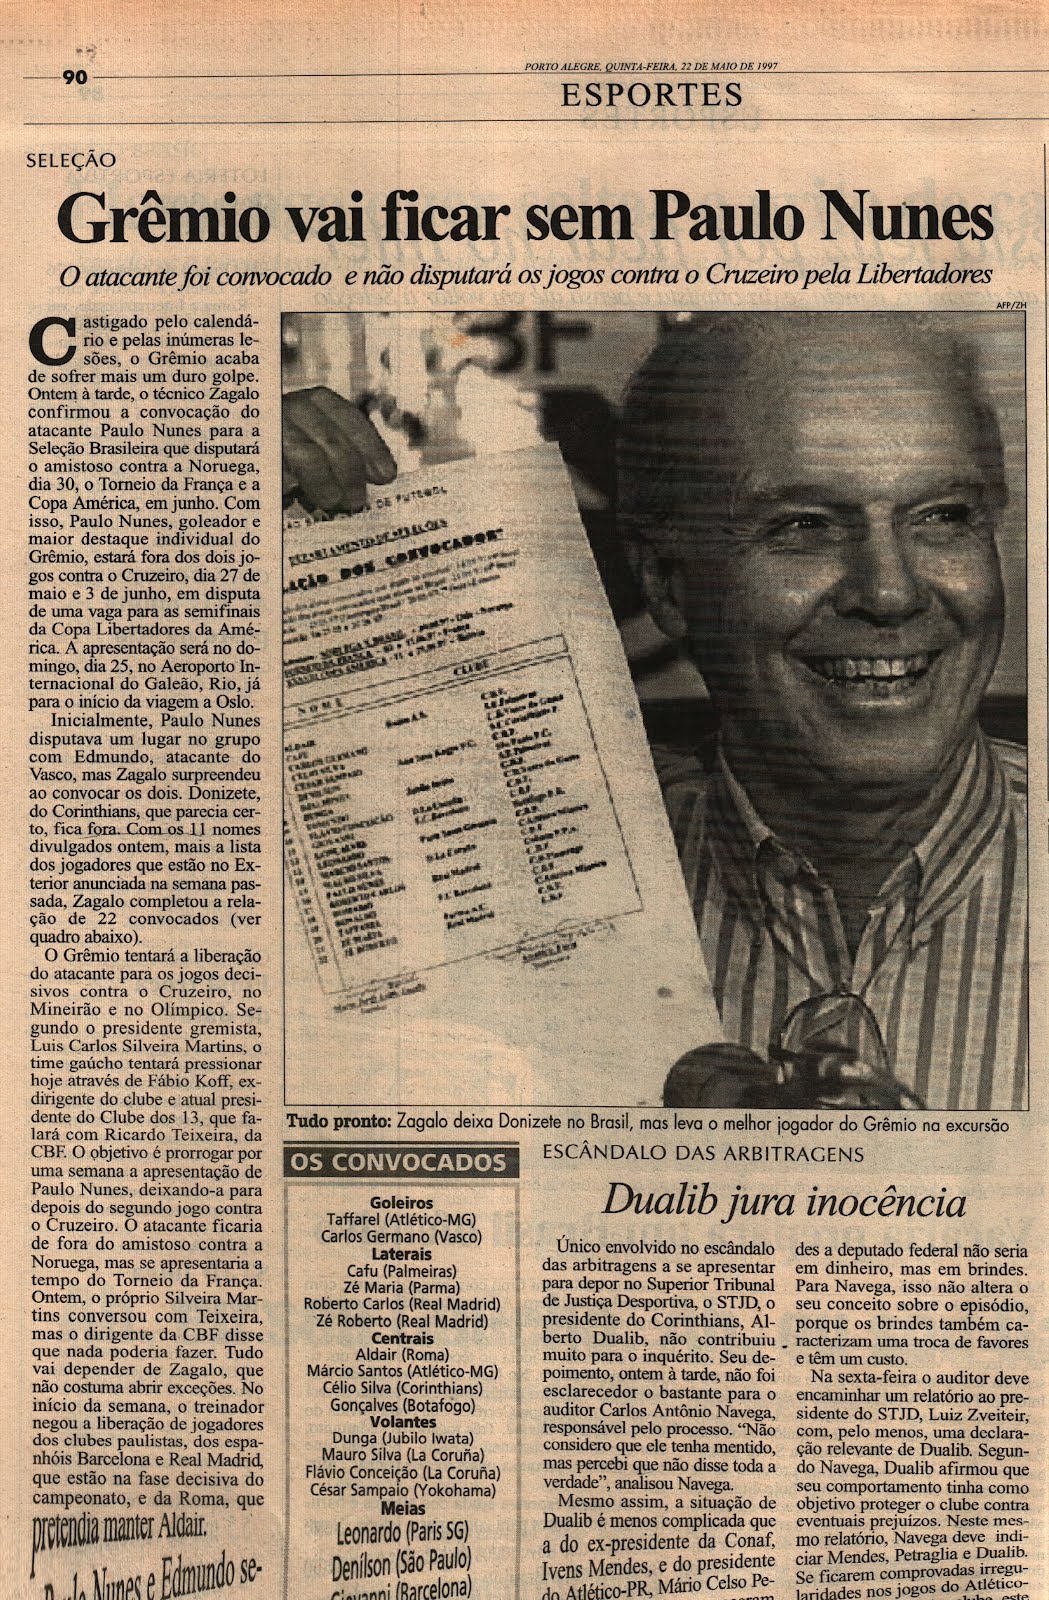 90
PORTO ALEGRE, QUINTA-FEIRA, 22 DE MAIO DE 1997
ESPORTES
SELEÇÃO
Grêmio vai ficar sem Paulo Nunes
O atacante foi convocado e não disputará os jogos contra o Cruzeiro pela Libertadores
AFP/ZH
Castigado pelo calendá-
rio e pelas inúmeras le-
sões, o Grêmio acaba
de sofrer mais um duro golpe.
Ontem à tarde, o técnico Zagalo
confirmou a convocação do
atacante Paulo Nunes para a
Seleção Brasileira que disputará
o amistoso contra a Noruega,
dia 30, o Torneio da França e a
Copa América, em junho. Com
isso, Paulo Nunes, goleador e
maior destaque individual do
Grêmio, estará fora dos dois jo-
gos contra o Cruzeiro, dia 27 de
maio e 3 de junho, em disputa
de uma vaga para as semifinais
da Copa Libertadores da Amé-
rica. A apresentação será no do-
mingo, dia 25, no Aeroporto In-
ternacional do Galeão, Rio, já
para o início da viagem a Oslo.
Inicialmente, Paulo Nunes
disputava um lugar no grupo
com Edmundo, atacante do
Vasco, mas Zagalo surpreendeu
ao convocar os dois. Donizete,
do Corinthians, que parecia cer-
to, fica fora. Com os 11 nomes
divulgados ontem, mais a lista
dos jogadores que estão no Ex-
terior anunciada na semana pas-
sada, Zagalo completou a rela-
ção de 22 convocados (ver
quadro abaixo).
O Grêmio tentará a liberação
do atacante para os jogos deci-
sivos contra o Cruzeiro, no
Mineirão e no Olímpico. Se-
gundo o presidente gremista,
Luis Carlos Silveira Martins, o
time gaúcho tentará pressionar
hoje através de Fábio Koff, ex-
dirigente do clube e atual presi-
dente do Clube dos 13, que fa-
lará com Ricardo Teixeira, da
CBF. O objetivo é prorrogar por
uma semana a apresentação de
Paulo Nunes, deixando-a para
depois do segundo jogo contra
o Cruzeiro. O atacante ficaria
de fora do amistoso contra a
Noruega, mas se apresentaria a
tempo do Torneio da França.
Ontem, o próprio Silveira Mar-
tins conversou com Teixeira,
mas o dirigente da CBF disse
que nada poderia fazer. Tudo
vai depender de Zagalo, que
não costuma abrir exceções. No
início da semana, o treinador
negou a liberação de jogadores
dos clubes paulistas, dos espa-
nhóis Barcelona e Real Madrid,
que estão na fase decisiva do
campeonato, e da Roma, que
pretendia manter Aldair.
Paulo Nunes e Edmundo se-
BF
DEPARTAMENTO DE SELEÇÕES
DOS CONVOCADOS
NOME
CLUBE
Tudo pronto: Zagalo deixa Donizete no Brasil, mas leva o melhor jogador do Grêmio na excursão
OS CONVOCADOS
Goleiros
Taffarel (Atlético-MG)
Carlos Germano (Vasco)
Laterais
Cafu (Palmeiras)
Zé Maria (Parma)
Roberto Carlos (Real Madrid)
Zé Roberto (Real Madrid)
Centrais
Aldair (Roma)
Márcio Santos (Atlético-MG)
Célio Silva (Corinthians)
Gonçalves (Botafogo)
Volantes
Dunga (Jubilo Iwata)
Mauro Silva (La Coruña)
Flávio Conceição (La Coruña)
César Sampaio (Yokohama)
Meias
Leonardo (Paris SG)
Denílson (São Paulo)
Giovanni (Barcelona)
ESCÂNDALO DAS ARBITRAGENS
Dualib jura inocência
Único envolvido no escândalo
das arbitragens a se apresentar
para depor no Superior Tribunal
de Justiça Desportiva, o STJD, o
presidente do Corinthians, Al-
berto Dualib, não contribuiu
muito para o inquérito. Seu de-
poimento, ontem à tarde, não foi
esclarecedor o bastante para o
auditor Carlos Antônio Navega,
responsável pelo processo. “Não
considero que ele tenha mentido,
mas percebi que não disse toda a
verdade”, analisou Navega.
Mesmo assim, a situação de
Dualib é menos complicada que
a do ex-presidente da Conaf,
Ivens Mendes, e do presidente
do Atlético-PR, Mário Celso Pe-
des a deputado federal não seria
em dinheiro, mas em brindes.
Para Navega, isso não altera o
seu conceito sobre o episódio,
porque os brindes também ca-
racterizam uma troca de favores
e têm um custo.
Na sexta-feira o auditor deve
encaminhar um relatório ao pre-
sidente do STJD, Luiz Zveiteir,
com, pelo menos, uma declara-
ção relevante de Dualib. Segun-
do Navega, Dualib afirmou que
seu comportamento tinha como
objetivo proteger o clube contra
eventuais prejuízos. Neste mes-
mo relatório, Navega deve indi-
ciar Mendes, Petraglia e Dualib.
Se ficarem comprovadas irregu-
laridades nos jogos do Atlético-